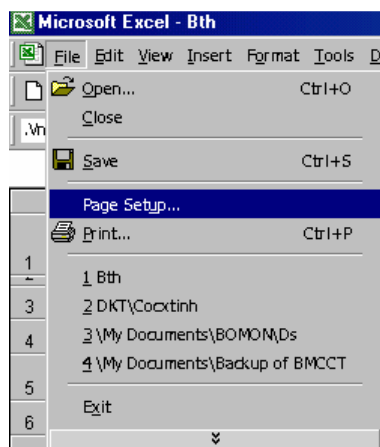 Microsoft Excel - Bth
File Edit View Insert Format Tools D
Open... Ctrl+O
Close
.Vn
Save Ctrl+S
Page Setup...
Print... Ctrl+P
1
1 Bth
3
2 DKT\Cocxtinh
4
3 \My Documents\BOMON\Ds
4 \My Documents\Backup of BMCCT
5
Exit
6